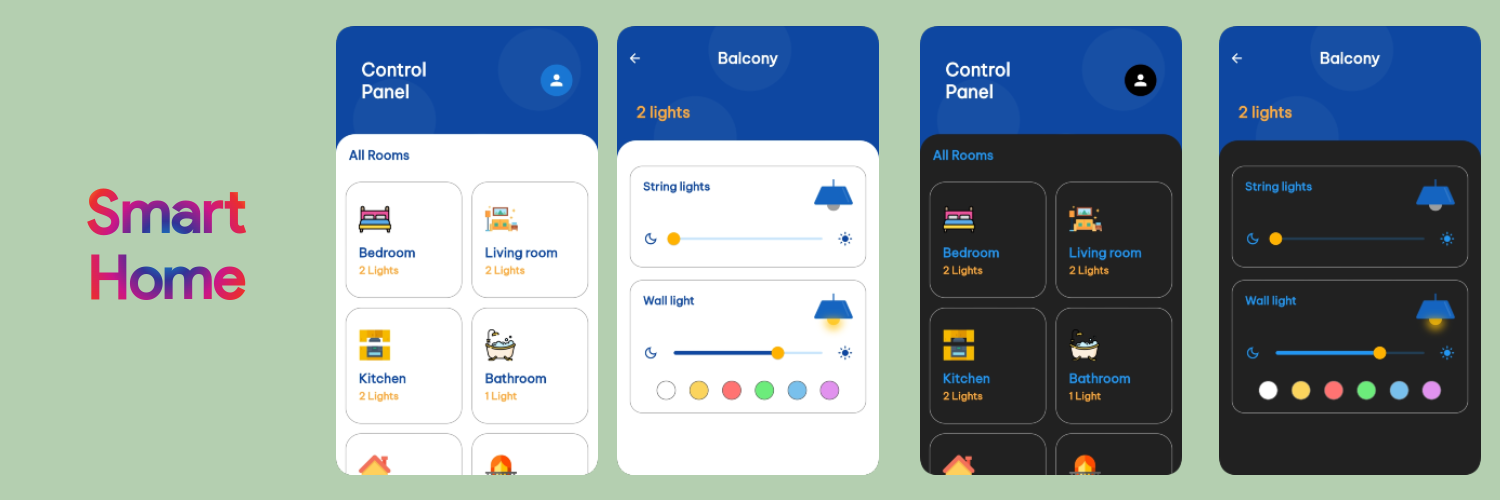 Smart
Home
Control
Panel
All Rooms
Bedroom
2 Lights
Living room
2 Lights
Kitchen
2 Lights
Bathroom
1 Light
Balcony
2 lights
String lights
Wall light
Control
Panel
All Rooms
Bedroom
2 Lights
Living room
2 Lights
Kitchen
2 Lights
Bathroom
1 Light
Balcony
2 lights
String lights
Wall light